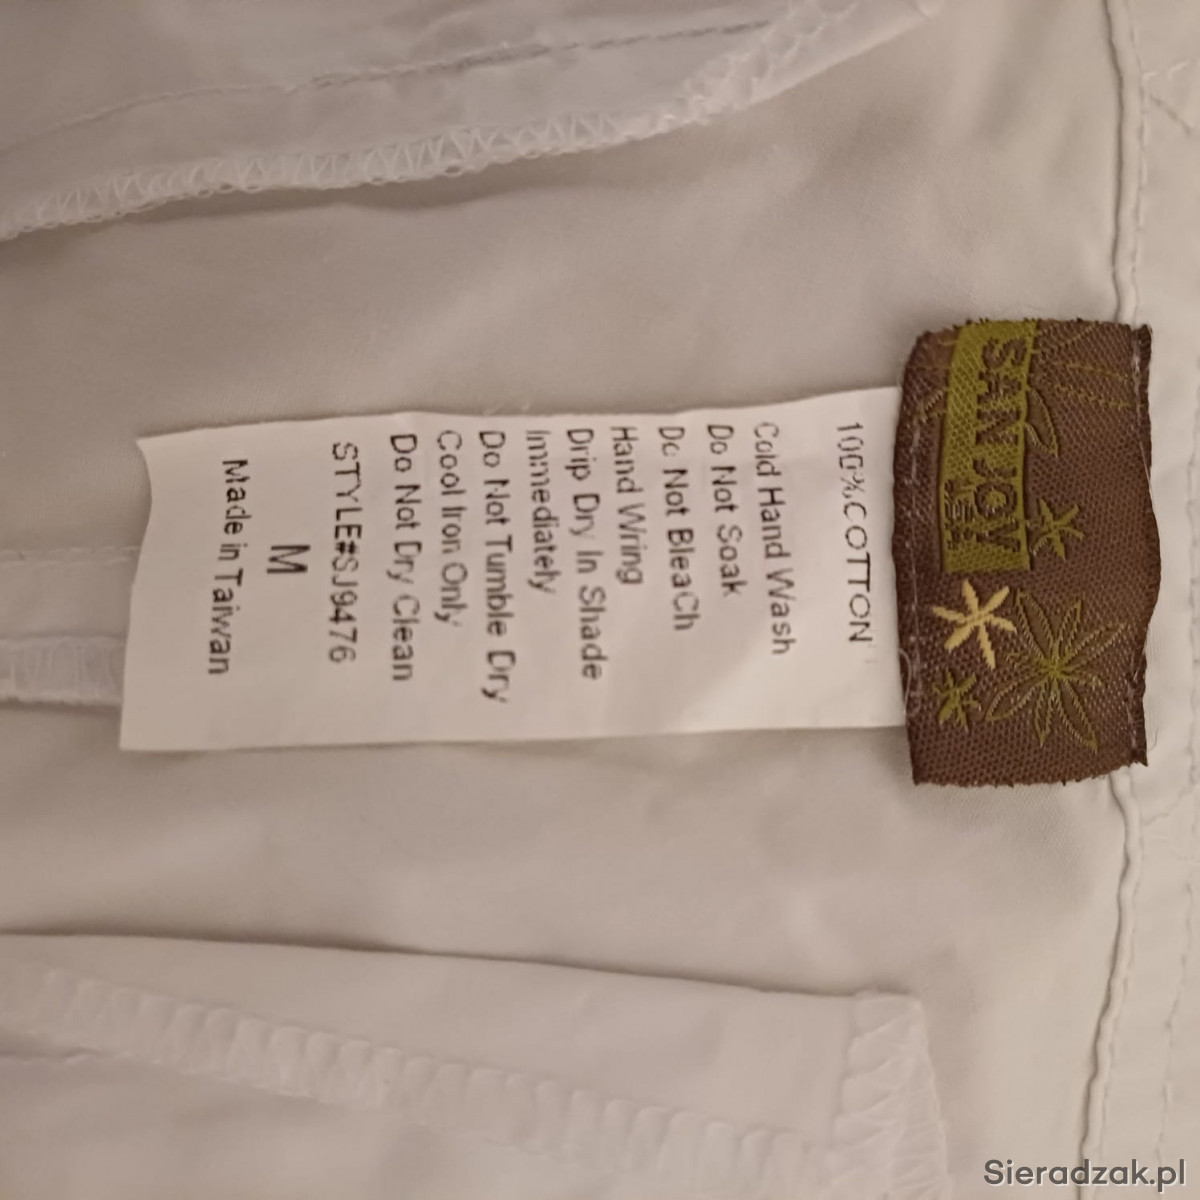 SAN JOY
100%COTTON
Cold Hand Wash
Do Not Soak
Do Not BleaCh
Hand Wring
Drip Dry In Shade
Immediately
Do Not Tumble Dry
Cool Iron Only
Do Not Dry Clean
STYLE#SJ9476
M
Made in Taiwan
Sieradzak.pl